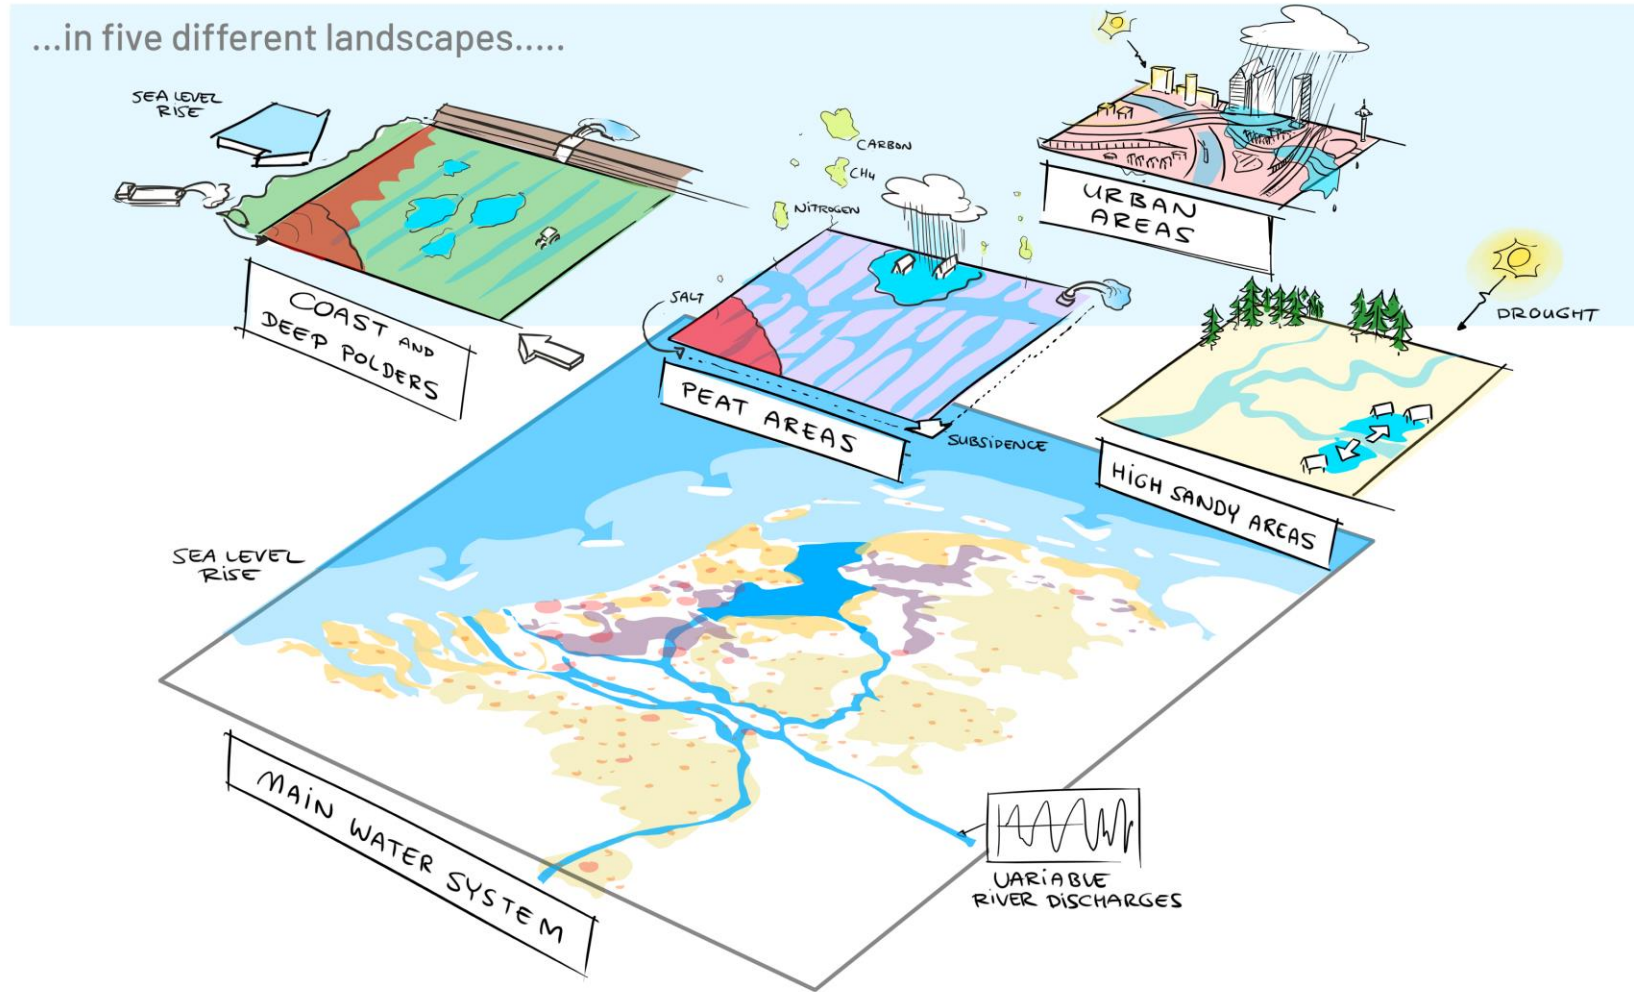 ...in five different landscapes.....
SEA LEVEL
RISE
COAST AND
DEEP POLDERS
CARBON
CH4
NITROGEN
SALT
PEAT AREAS
SUBSIDENCE
URBAN
AREAS
DROUGHT
HIGH SANDY AREAS
SEA LEVEL
RISE
MAIN WATER SYSTEM
VARIABLE
RIVER DISCHARGES